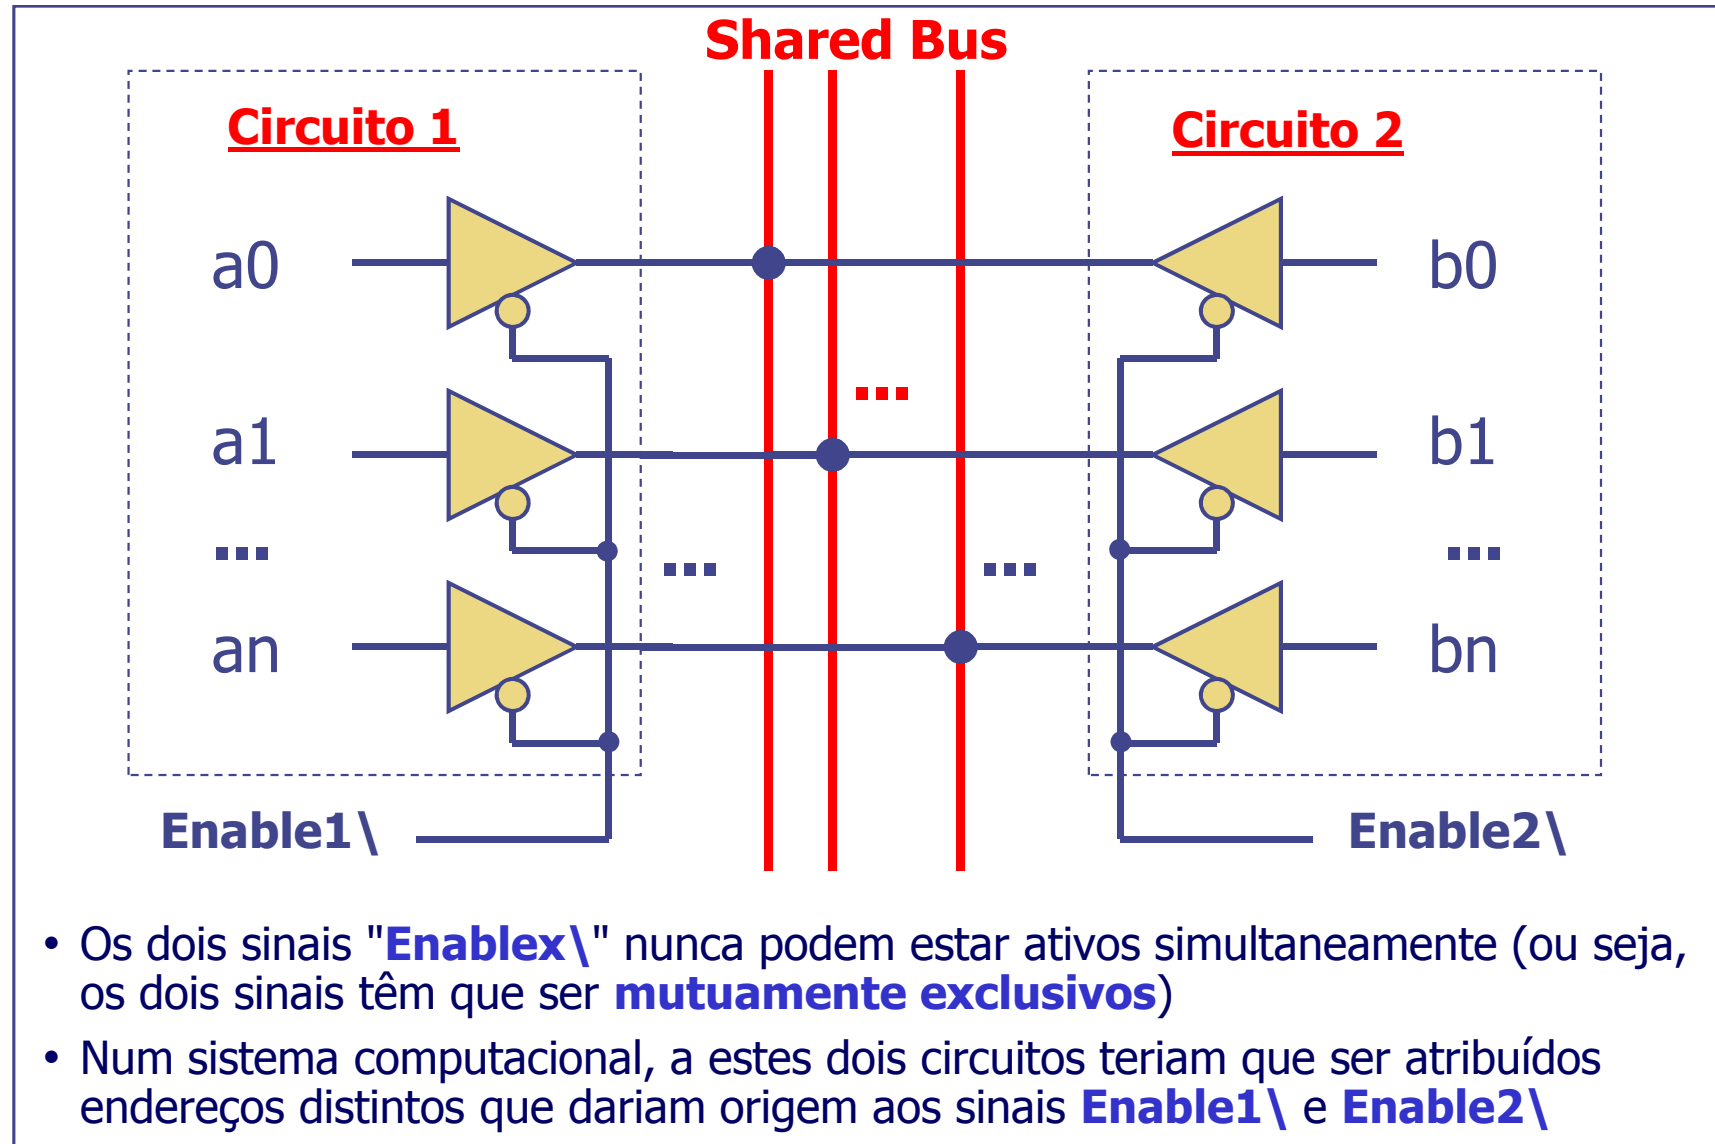 Shared Bus
Circuito 1
Circuito 2
a0
b0
...
a1
b1
...
...
...
...
an
bn
Enable1\
Enable2\
• Os dois sinais "Enablex\" nunca podem estar ativos simultaneamente (ou seja,
os dois sinais têm que ser mutuamente exclusivos)
• Num sistema computacional, a estes dois circuitos teriam que ser atribuídos
endereços distintos que dariam origem aos sinais Enable1\ e Enable2\